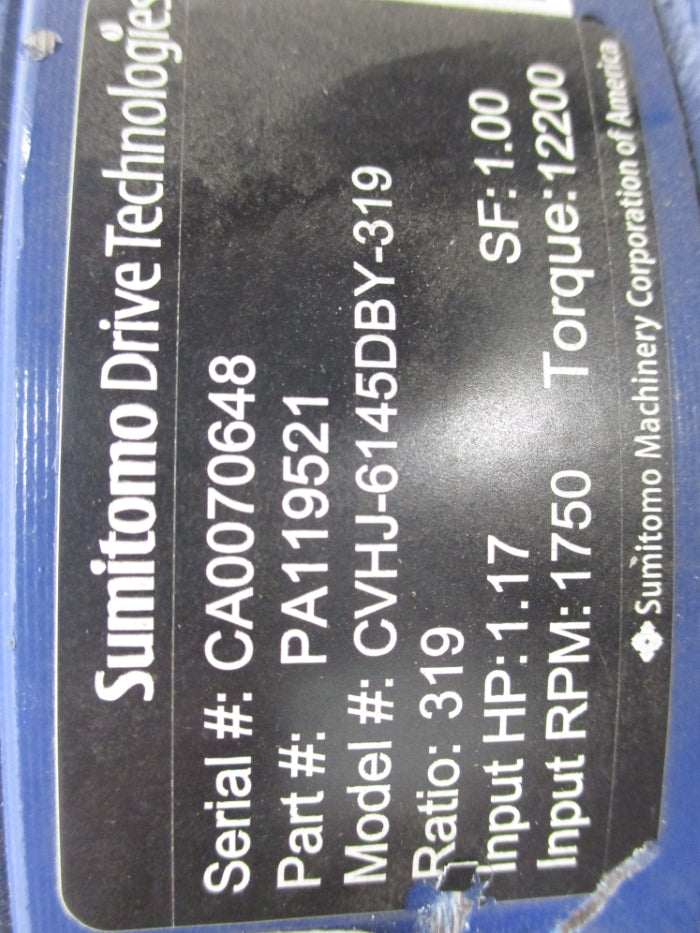 Sumitomo Drive Technologies
Serial #: CA0070648
Part #: PA119521
Model #: CVHJ-6145DBY-319
Ratio: 319
Input HP: 1.17 SF: 1.00
Input RPM: 1750 Torque: 12200
Sumitomo Machinery Corporation of America